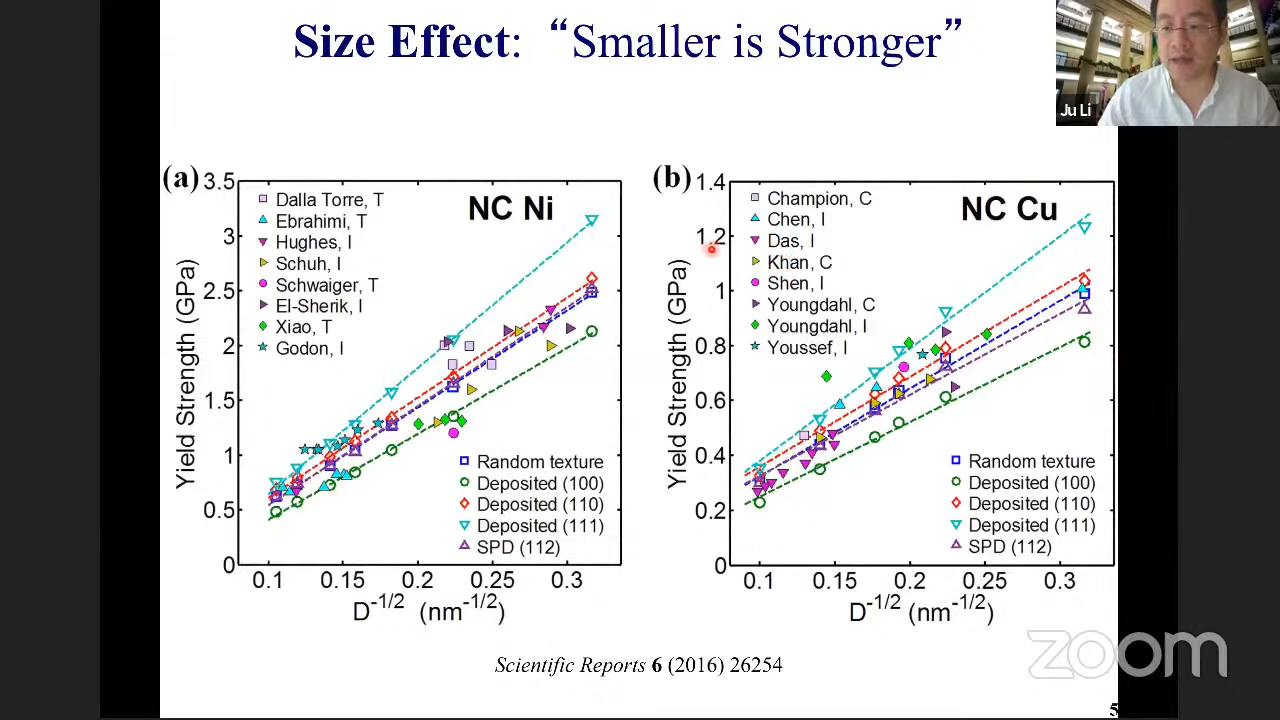 Size Effect: “Smaller is Stronger”
Ju Li
(a)
3.5
3
2.5
2
1.5
1
0.5
0
Yield Strength (GPa)
NC Ni
Dalla Torre, T
Ebrahimi, T
Hughes, I
Schuh, I
Schwaiger, T
El-Sherik, I
Xiao, T
Godon, I
Random texture
Deposited (100)
Deposited (110)
Deposited (111)
SPD (112)
0.1 0.15 0.2 0.25 0.3
D-1/2 (nm-1/2)
(b)
1.4
1.2
1
0.8
0.6
0.4
0.2
0
Yield Strength (GPa)
NC Cu
Champion, C
Chen, I
Das, I
Khan, C
Shen, I
Youngdahl, C
Youngdahl, I
Youssef, I
Random texture
Deposited (100)
Deposited (110)
Deposited (111)
SPD (112)
0.1 0.15 0.2 0.25 0.3
D-1/2 (nm-1/2)
Scientific Reports 6 (2016) 26254
zoom
5